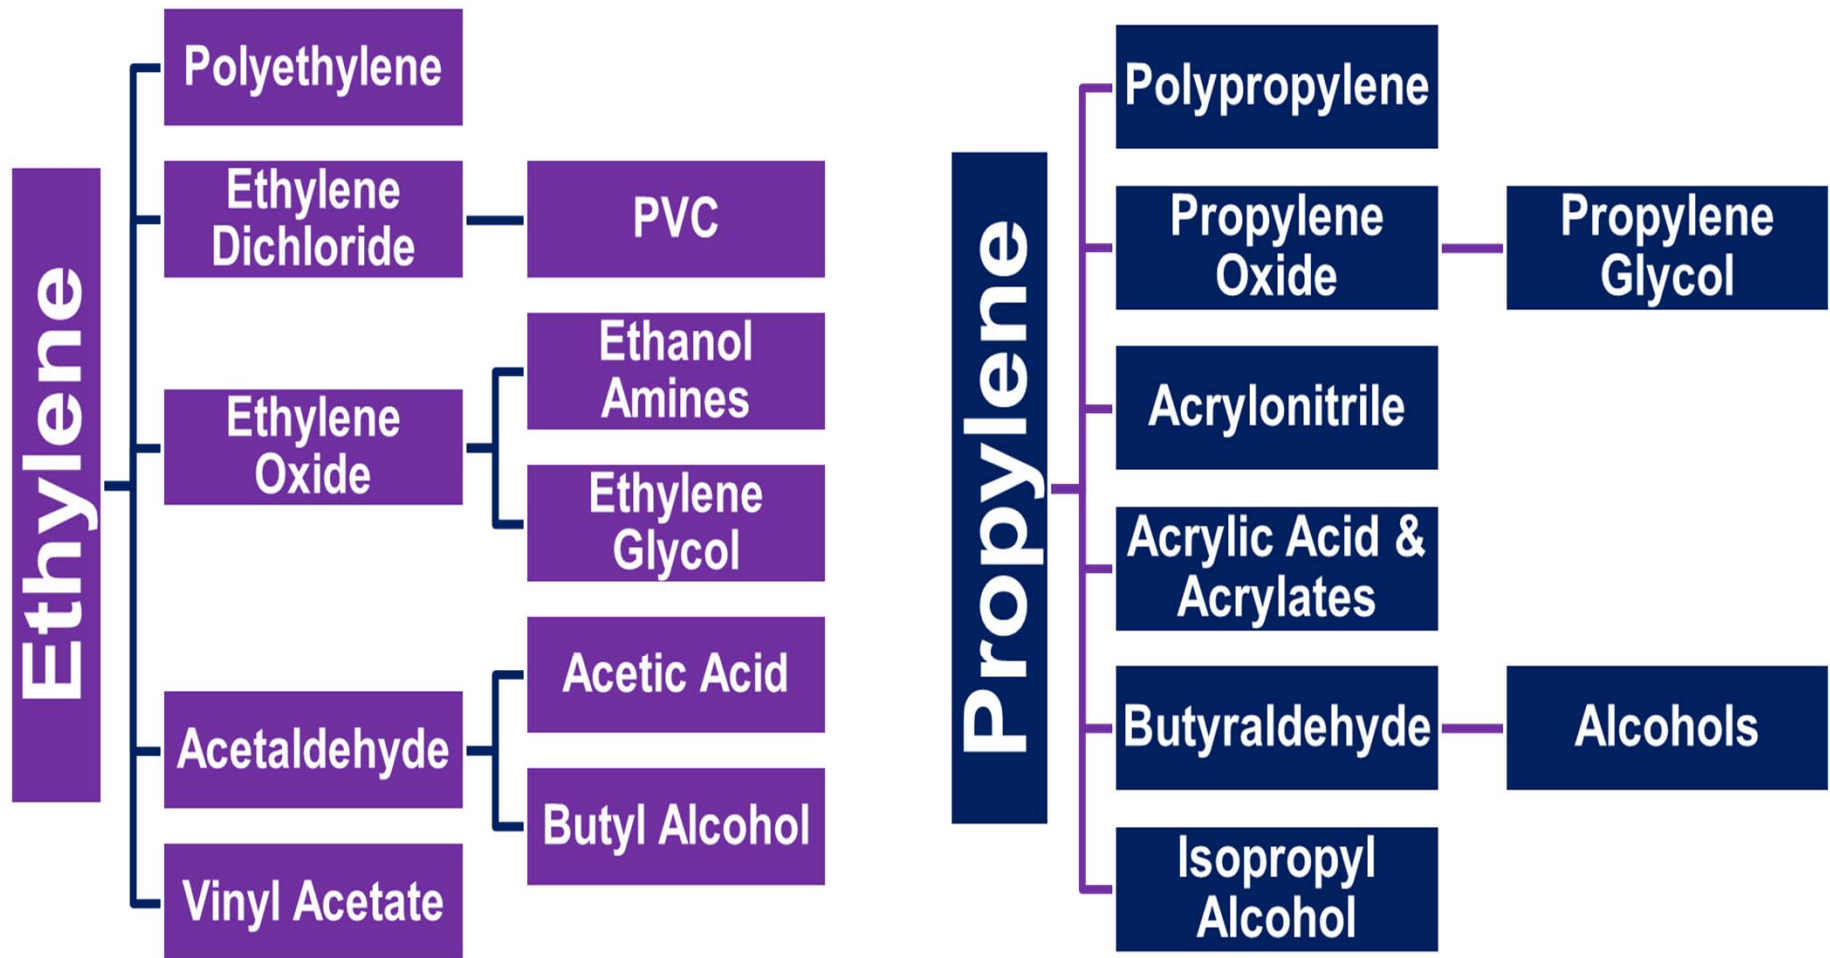 Ethylene
Polyethylene
Ethylene
Dichloride
PVC
Ethylene
Oxide
Ethanol
Amines
Ethylene
Glycol
Acetaldehyde
Acetic Acid
Butyl Alcohol
Vinyl Acetate
Propylene
Polypropylene
Propylene
Oxide
Propylene
Glycol
Acrylonitrile
Acrylic Acid &
Acrylates
Butyraldehyde
Alcohols
Isopropyl
Alcohol